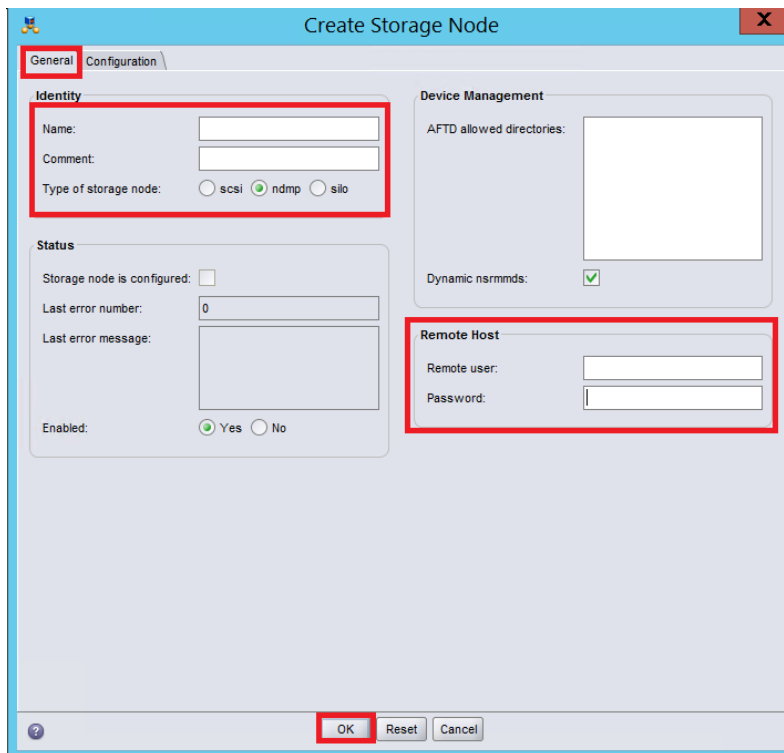 Create Storage Node
X
General Configuration
Identity
Name:
Comment:
Type of storage node: scsi ndmp silo
Status
Storage node is configured:
Last error number: 0
Last error message:
Enabled: Yes No
Device Management
AFTD allowed directories:
Dynamic nsrmmds:
Remote Host
Remote user:
Password:
? OK Reset Cancel